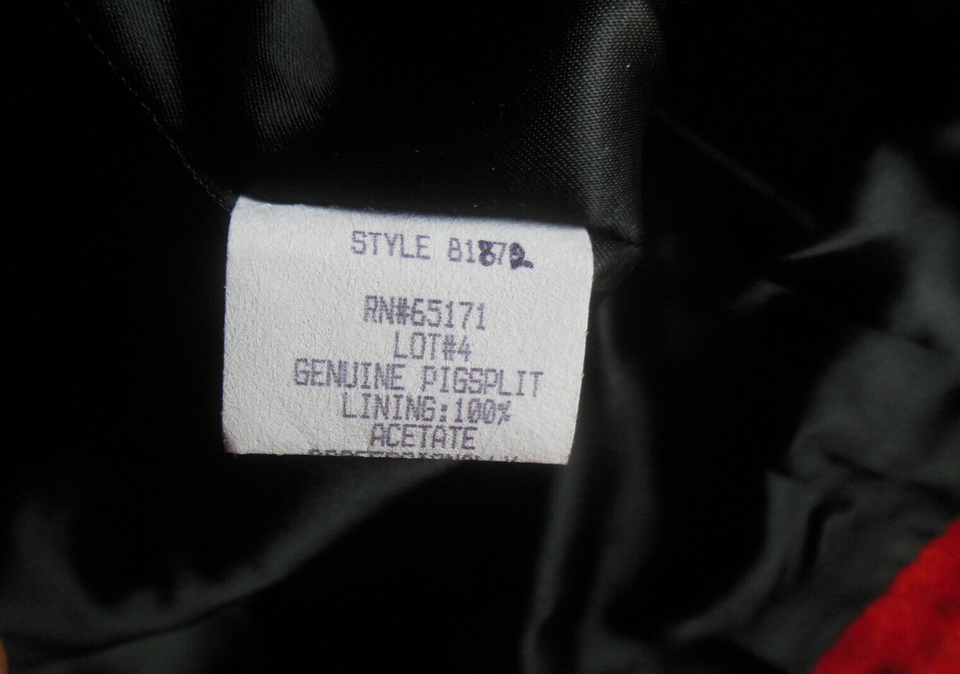 STYLE 81872
RN#65171
LOT#4
GENUINE PIGSPLIT
LINING:100%
ACETATE